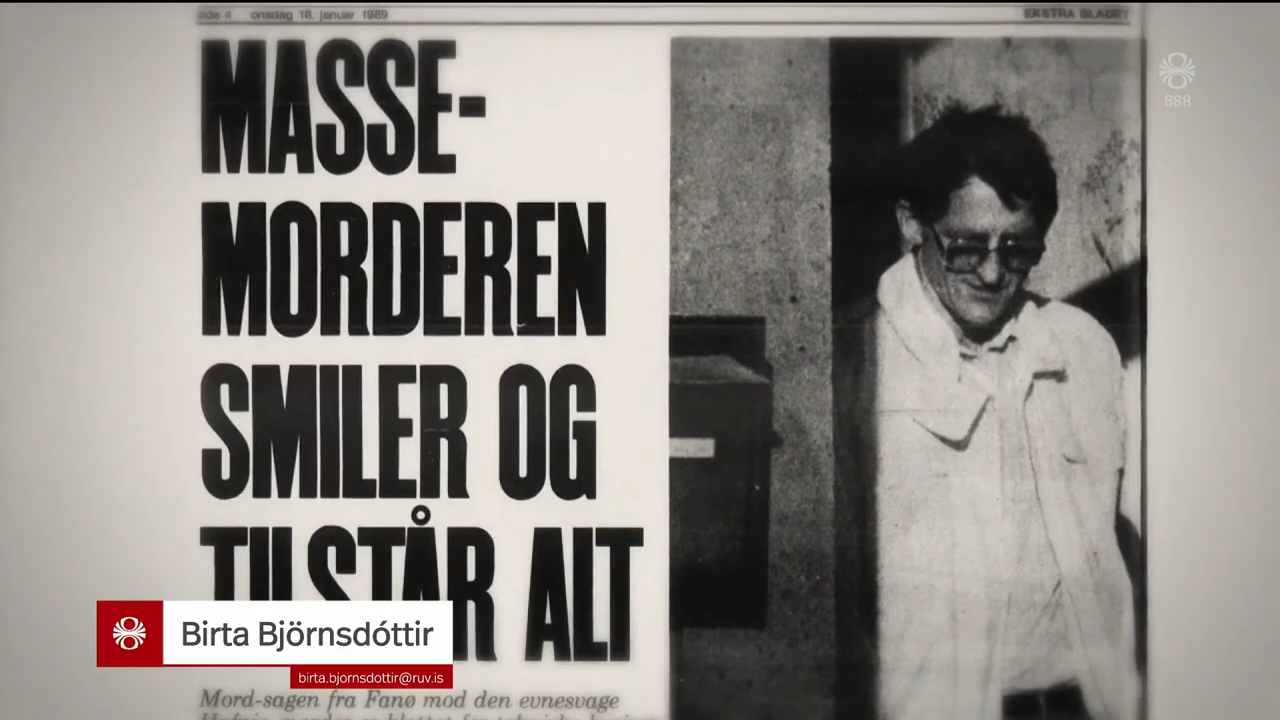 side 4 onsdag 18. januar 1989 EKSTRA BLADET
888
MASSE-
MORDEREN
SMILER OG
TILSTÅR ALT
Birta Björnsdóttir
birta.bjornsdottir@ruv.is
Mord-sagen fra Fanø mod den evnesvage